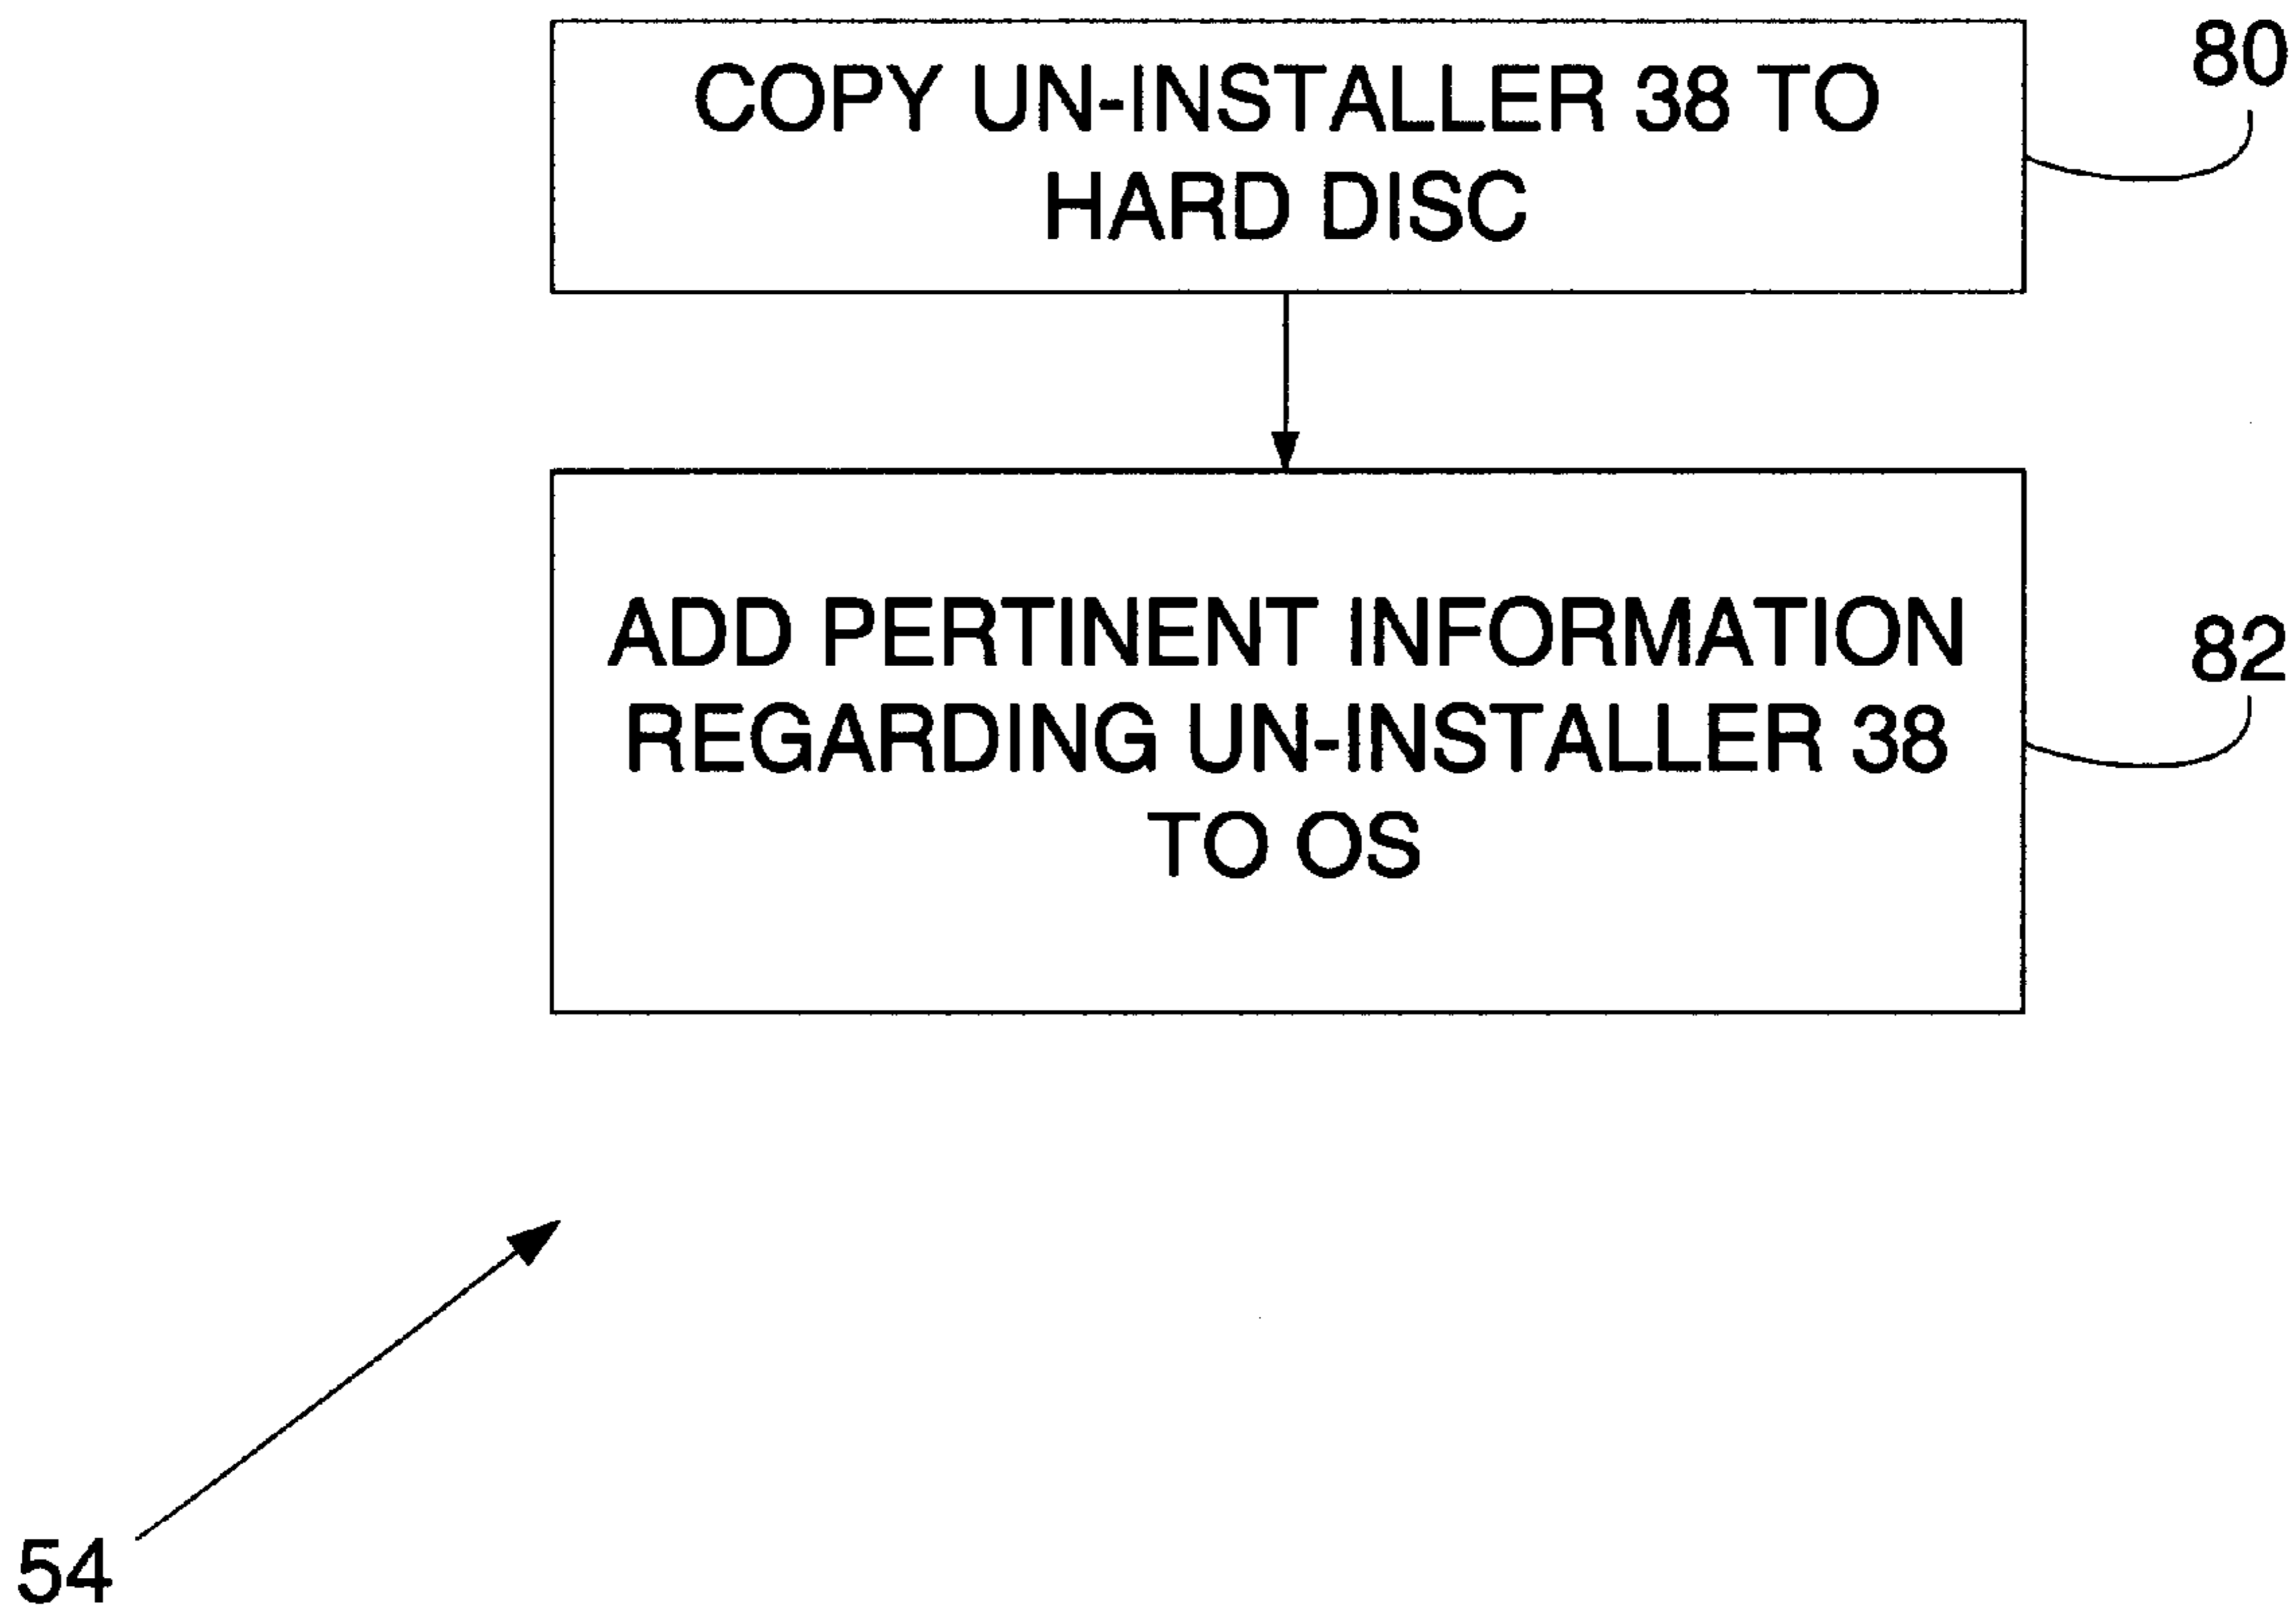 COPY UN-INSTALLER 38 TO
HARD DISC
80
ADD PERTINENT INFORMATION
REGARDING UN-INSTALLER 38
TO OS
82
54